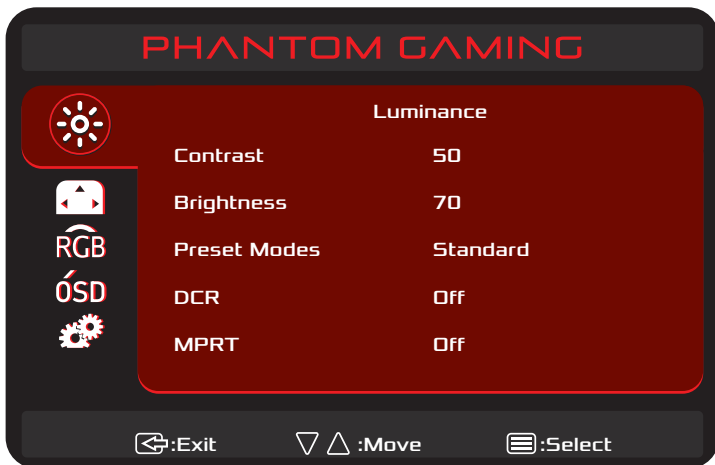 PHANTOM GAMING
Luminance
Contrast 50
Brightness 70
Preset Modes Standard
RGB
DCR Off
OSD
MPRT Off
:Exit :Move :Select